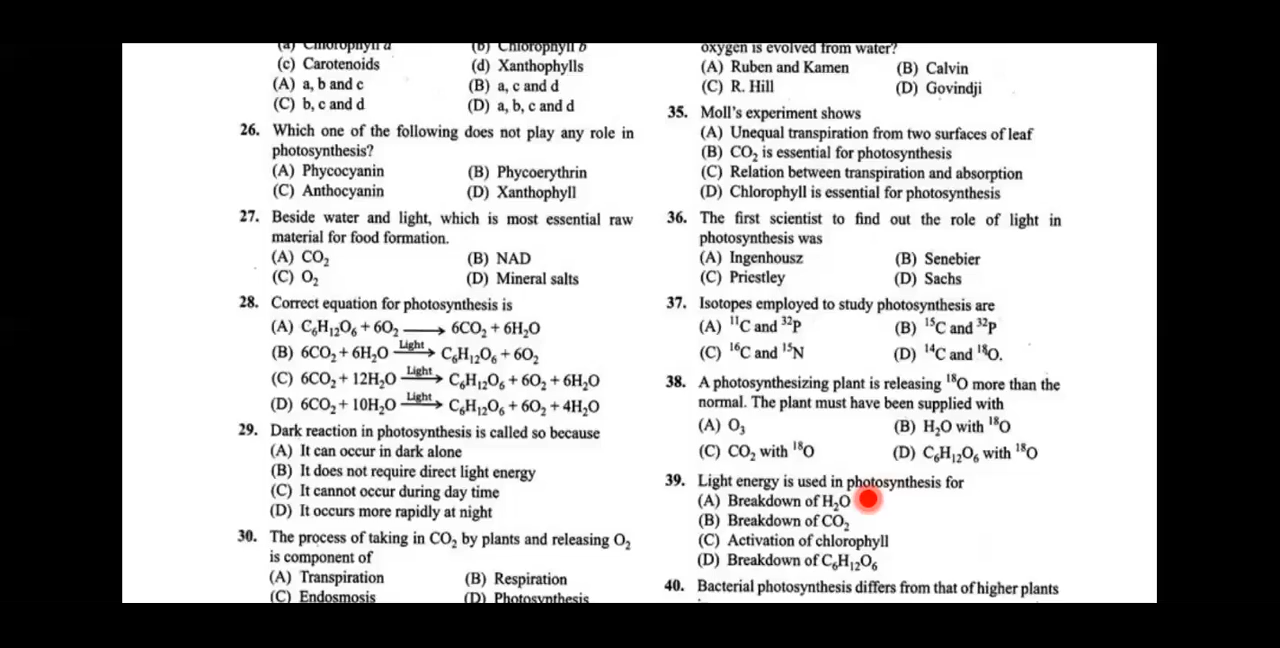 (a) Chlorophyll a (b) Chlorophyll b
(c) Carotenoids (d) Xanthophylls
(A) a, b and c (B) a, c and d
(C) b, c and d (D) a, b, c and d
26. Which one of the following does not play any role in
photosynthesis?
(A) Phycocyanin (B) Phycoerythrin
(C) Anthocyanin (D) Xanthophyll
27. Beside water and light, which is most essential raw
material for food formation.
(A) CO₂ (B) NAD
(C) O₂ (D) Mineral salts
28. Correct equation for photosynthesis is
(A) C₆H₁₂O₆ + 6O₂ ⟶ 6CO₂ + 6H₂O
(B) 6CO₂ + 6H₂O —Light→ C₆H₁₂O₆ + 6O₂
(C) 6CO₂ + 12H₂O —Light→ C₆H₁₂O₆ + 6O₂ + 6H₂O
(D) 6CO₂ + 10H₂O —Light→ C₆H₁₂O₆ + 6O₂ + 4H₂O
29. Dark reaction in photosynthesis is called so because
(A) It can occur in dark alone
(B) It does not require direct light energy
(C) It cannot occur during day time
(D) It occurs more rapidly at night
30. The process of taking in CO₂ by plants and releasing O₂
is component of
(A) Transpiration (B) Respiration
(C) Endosmosis (D) Photosynthesis
oxygen is evolved from water?
(A) Ruben and Kamen (B) Calvin
(C) R. Hill (D) Govindji
35. Moll's experiment shows
(A) Unequal transpiration from two surfaces of leaf
(B) CO₂ is essential for photosynthesis
(C) Relation between transpiration and absorption
(D) Chlorophyll is essential for photosynthesis
36. The first scientist to find out the role of light in
photosynthesis was
(A) Ingenhousz (B) Senebier
(C) Priestley (D) Sachs
37. Isotopes employed to study photosynthesis are
(A) ¹¹C and ³²P (B) ¹⁵C and ³²P
(C) ¹⁶C and ¹⁵N (D) ¹⁴C and ¹⁸O.
38. A photosynthesizing plant is releasing ¹⁸O more than the
normal. The plant must have been supplied with
(A) O₃ (B) H₂O with ¹⁸O
(C) CO₂ with ¹⁸O (D) C₆H₁₂O₆ with ¹⁸O
39. Light energy is used in photosynthesis for
(A) Breakdown of H₂O
(B) Breakdown of CO₂
(C) Activation of chlorophyll
(D) Breakdown of C₆H₁₂O₆
40. Bacterial photosynthesis differs from that of higher plants